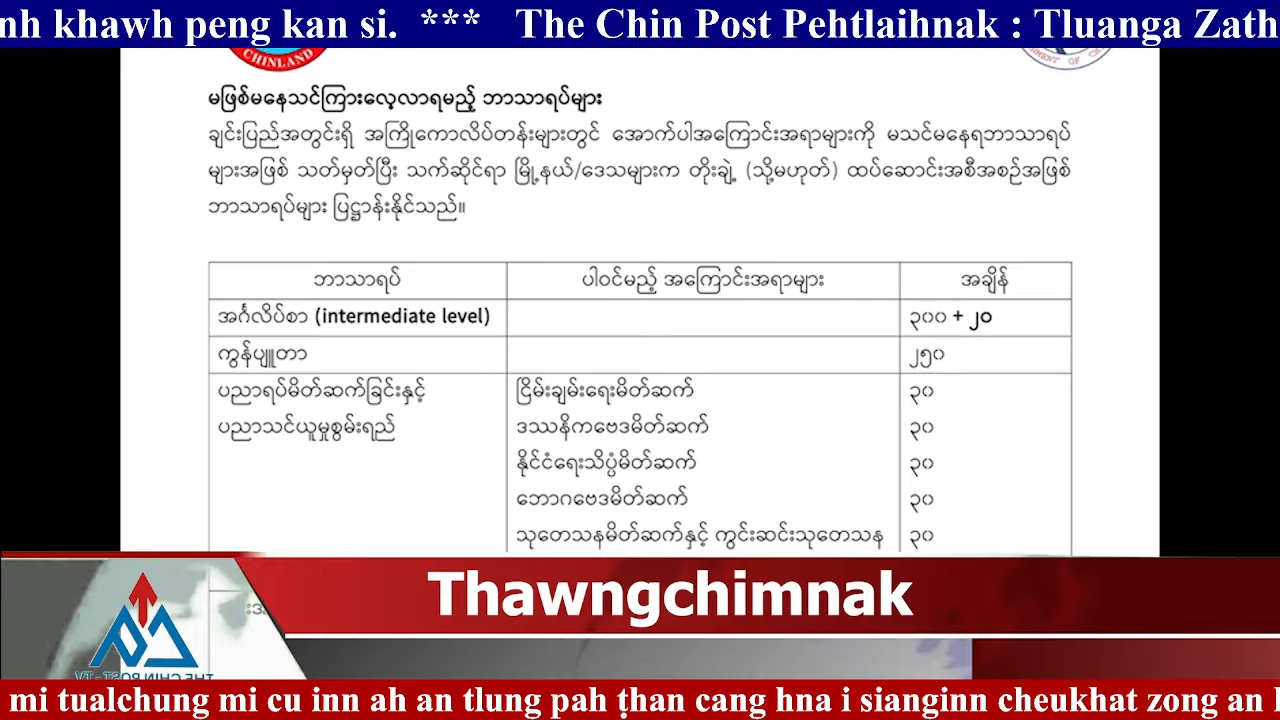 nh khawh peng kan si. *** The Chin Post Pehtlaihnak : Tluanga Zath
CHINLAND
မဖြစ်မနေသင်ကြားလေ့လာရမည့် ဘာသာရပ်များ
ချင်းပြည်အတွင်းရှိ အကြိုကောလိပ်တန်းများတွင် အောက်ပါအကြောင်းအရာများကို မသင်မနေရဘာသာရပ်
များအဖြစ် သတ်မှတ်ပြီး သက်ဆိုင်ရာ မြို့နယ်/ဒေသများက တိုးချဲ့ (သို့မဟုတ်) ထပ်ဆောင်းအစီအစဉ်အဖြစ်
ဘာသာရပ်များ ပြဋ္ဌာန်းနိုင်သည်။
ဘာသာရပ် ပါဝင်မည့် အကြောင်းအရာများ အချိန်
အင်္ဂလိပ်စာ (intermediate level) ၃၀၀ + ၂၀
ကွန်ပျူတာ ၂၅၀
ပညာရပ်မိတ်ဆက်ခြင်းနှင့် ငြိမ်းချမ်းရေးမိတ်ဆက် ၃၀
ပညာသင်ယူမှုစွမ်းရည် ဒဿနိကဗေဒမိတ်ဆက် ၃၀
နိုင်ငံရေးသိပ္ပံမိတ်ဆက် ၃၀
ဘောဂဗေဒမိတ်ဆက် ၃၀
သုတေသနမိတ်ဆက်နှင့် ကွင်းဆင်းသုတေသန ၃၀
Thawngchimnak
THE CHIN POST - TV
mi tualchung mi cu inn ah an tlung pah ṭhan cang hna i sianginn cheukhat zong an